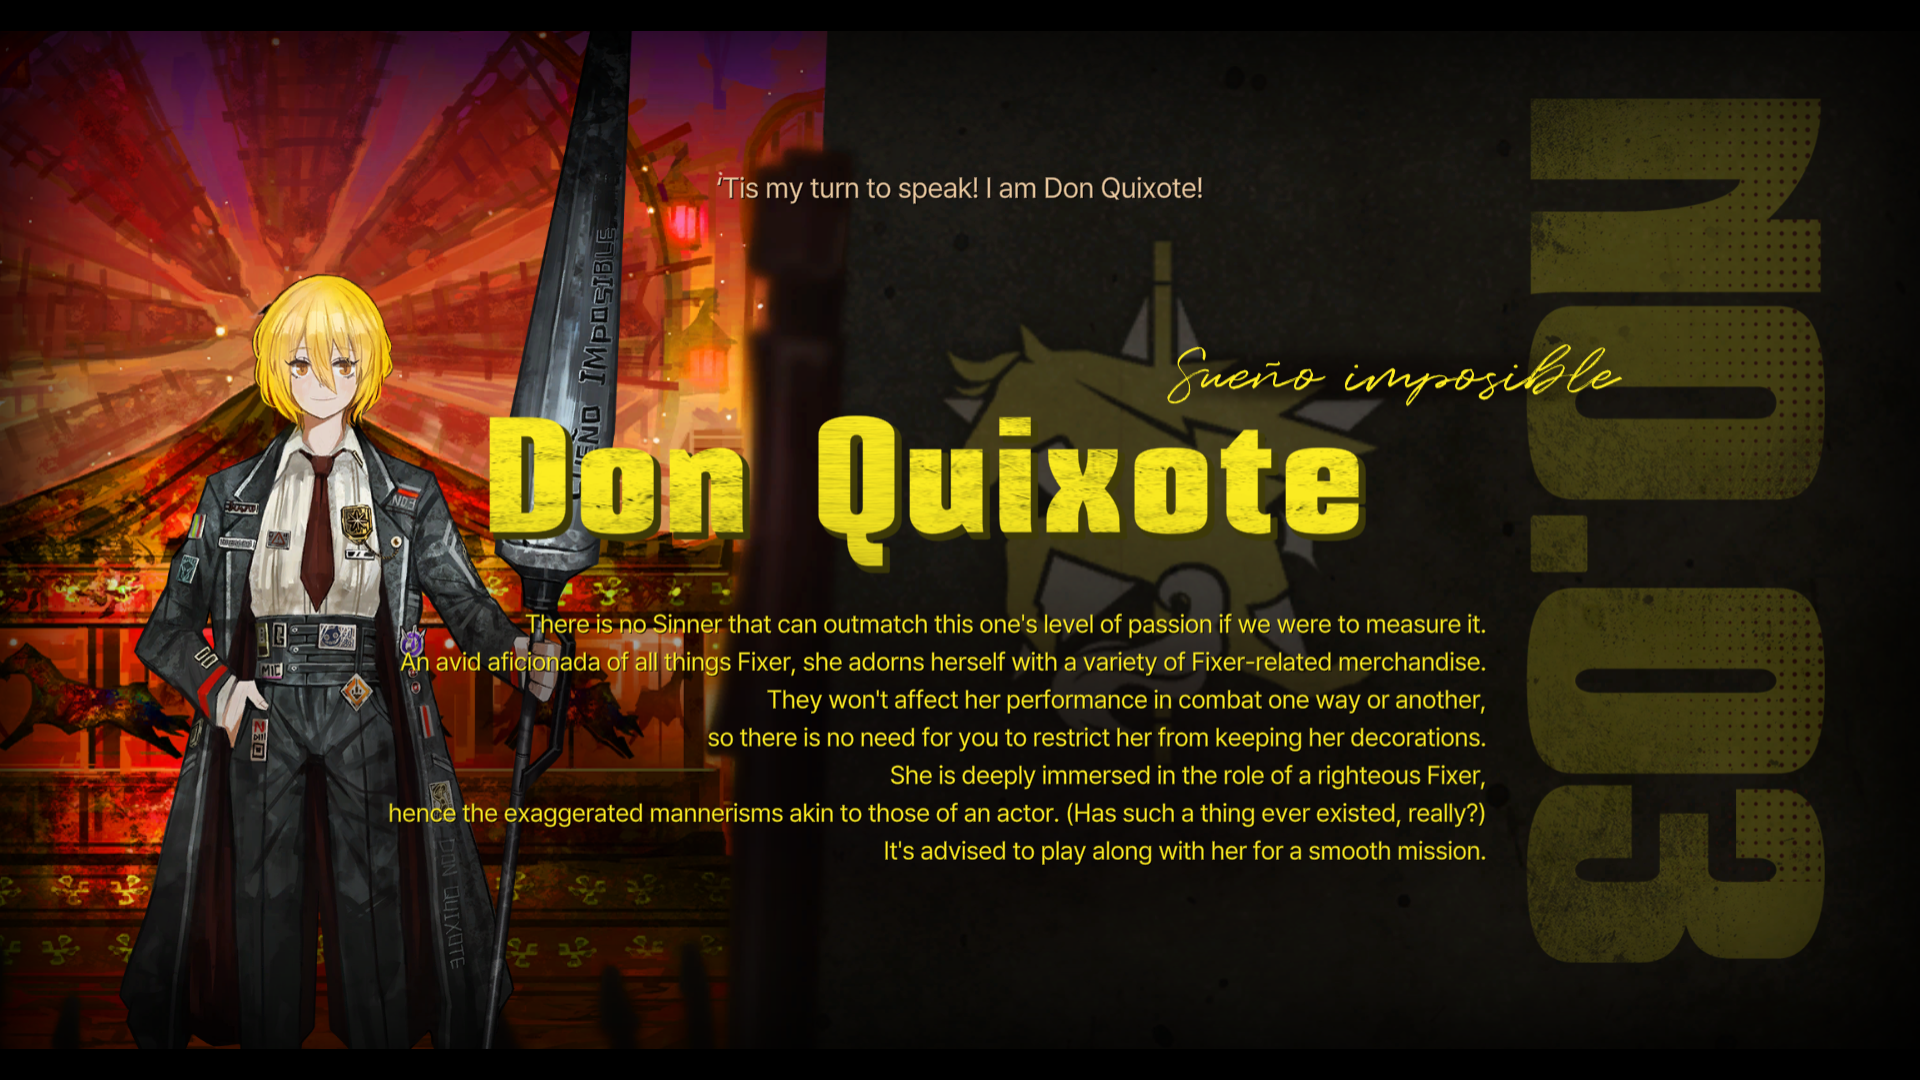 'Tis my turn to speak! I am Don Quixote!
Sueño imposible
Don Quixote
There is no Sinner that can outmatch this one's level of passion if we were to measure it.
An avid aficionada of all things Fixer, she adorns herself with a variety of Fixer-related merchandise.
They won't affect her performance in combat one way or another,
so there is no need for you to restrict her from keeping her decorations.
She is deeply immersed in the role of a righteous Fixer,
hence the exaggerated mannerisms akin to those of an actor. (Has such a thing ever existed, really?)
It's advised to play along with her for a smooth mission.
NO.03
SUEÑO IMPOSIBLE
NO.3
MIC
DON QUIXOTE